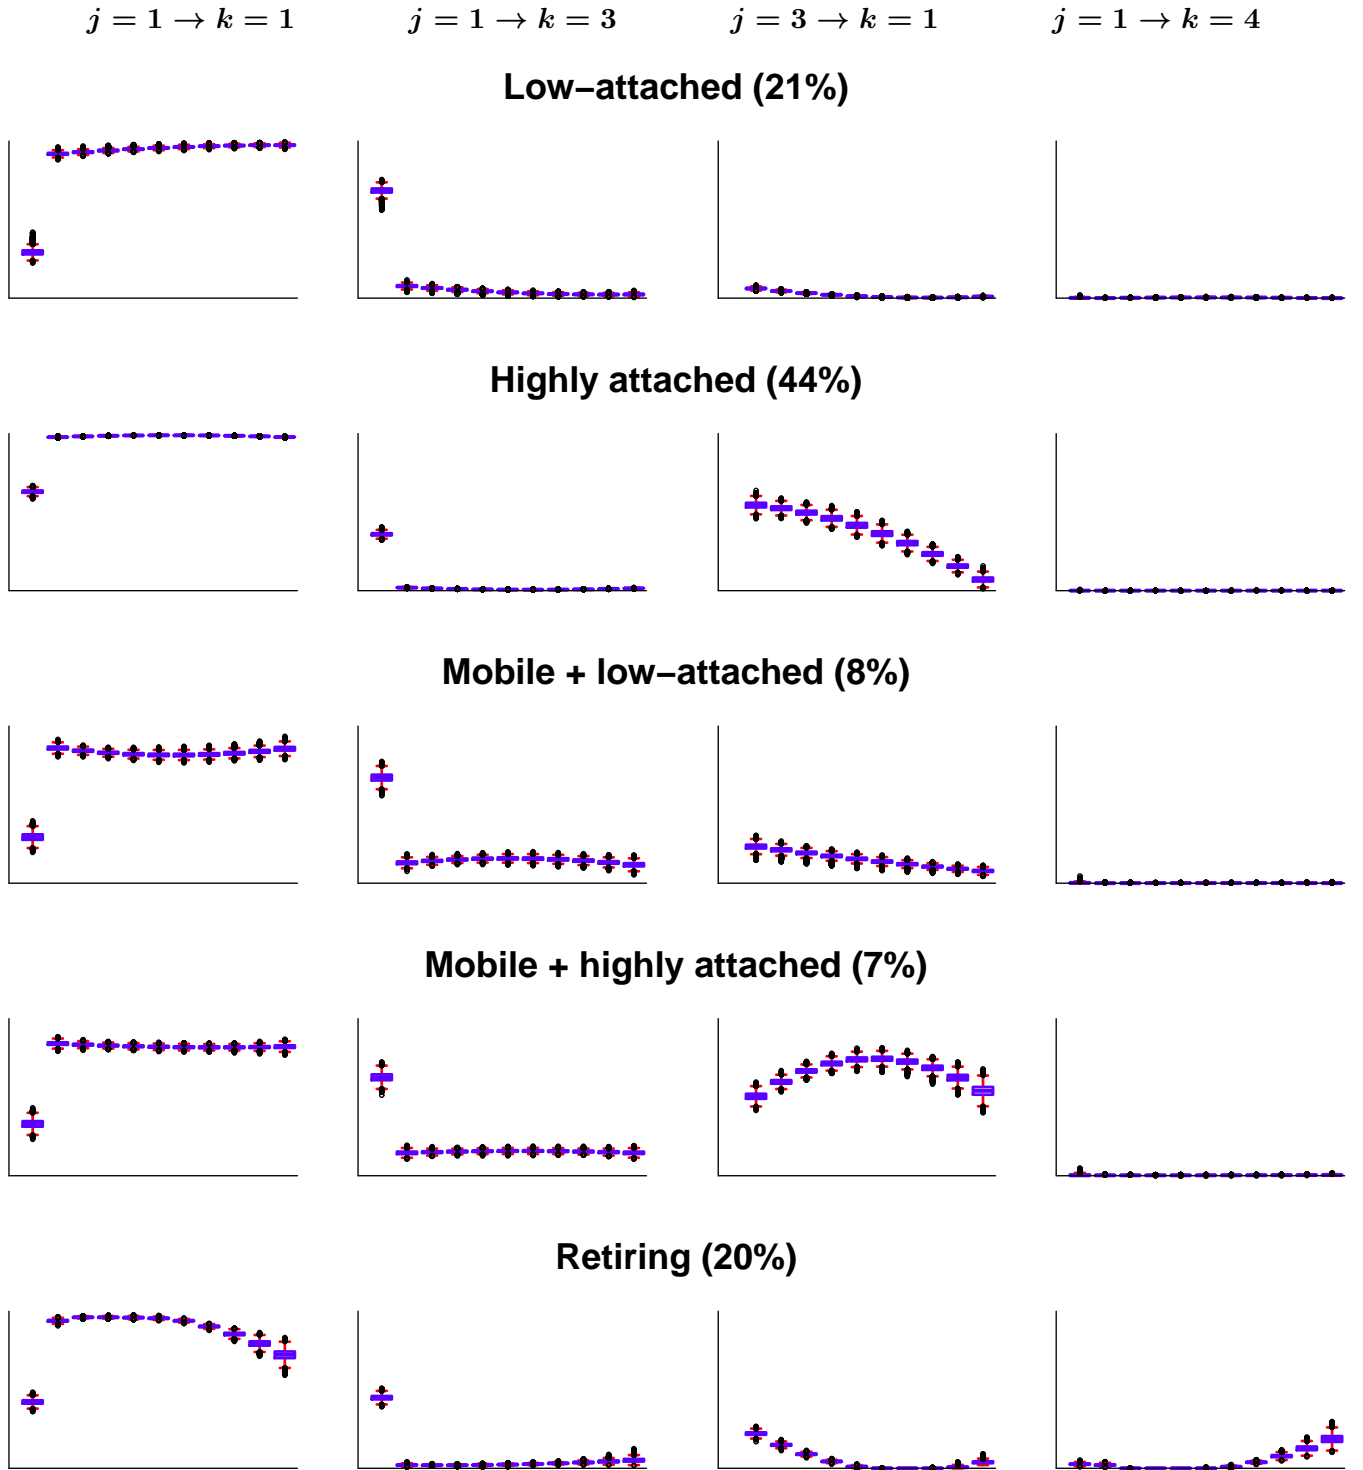 j = 1 → k = 1 j = 1 → k = 3 j = 3 → k = 1 j = 1 → k = 4
Low−attached (21%)
Highly attached (44%)
Mobile + low−attached (8%)
Mobile + highly attached (7%)
Retiring (20%)